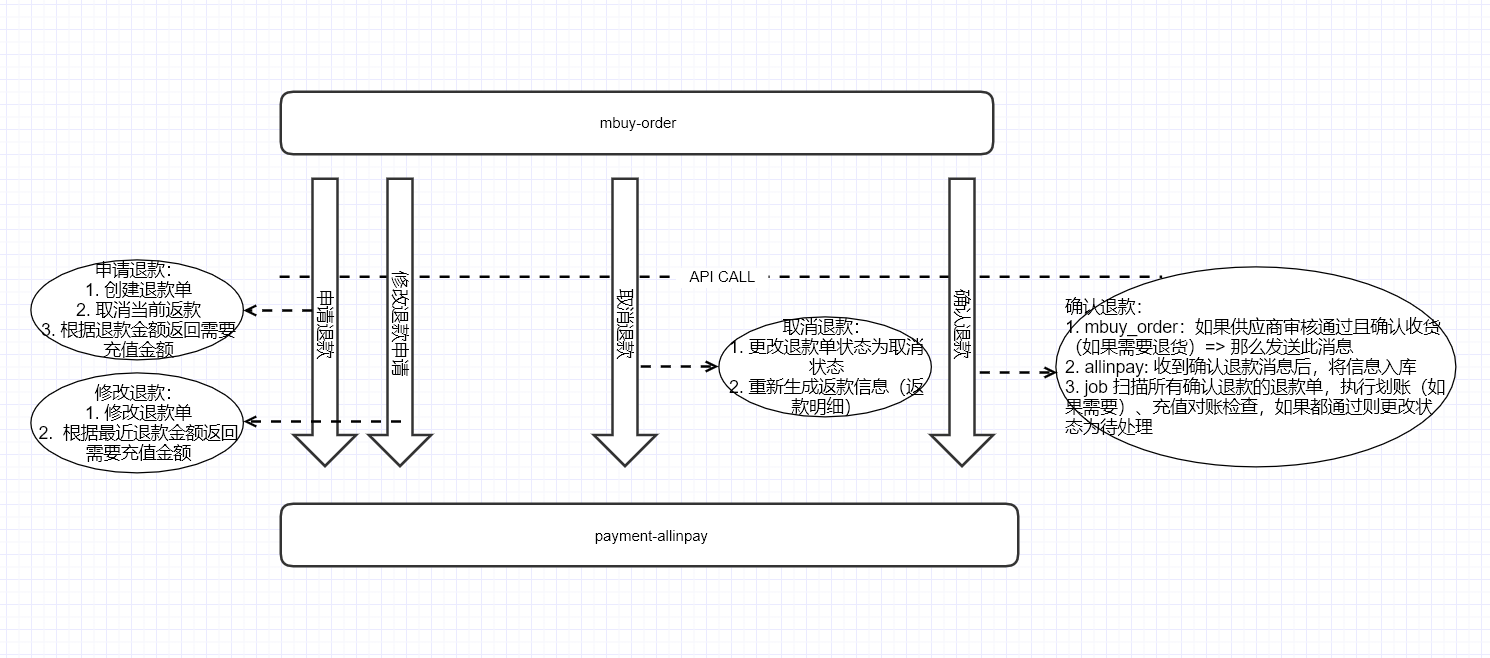 mbuy-order
申请退款
修改退款申请
取消退款
确认退款
API CALL
申请退款：
1. 创建退款单
2. 取消当前返款
3. 根据退款金额返回需要
充值金额
修改退款：
1. 修改退款单
2. 根据最近退款金额返回
需要充值金额
取消退款：
1. 更改退款单状态为取消
状态
2. 重新生成返款信息（返
款明细）
确认退款：
1. mbuy_order：如果供应商审核通过且确认收货
（如果需要退货）=> 那么发送此消息
2. allinpay: 收到确认退款消息后，将信息入库
3. job 扫描所有确认退款的退款单，执行划账（如
果需要）、充值对账检查，如果都通过则更改状
态为待处理
payment-allinpay